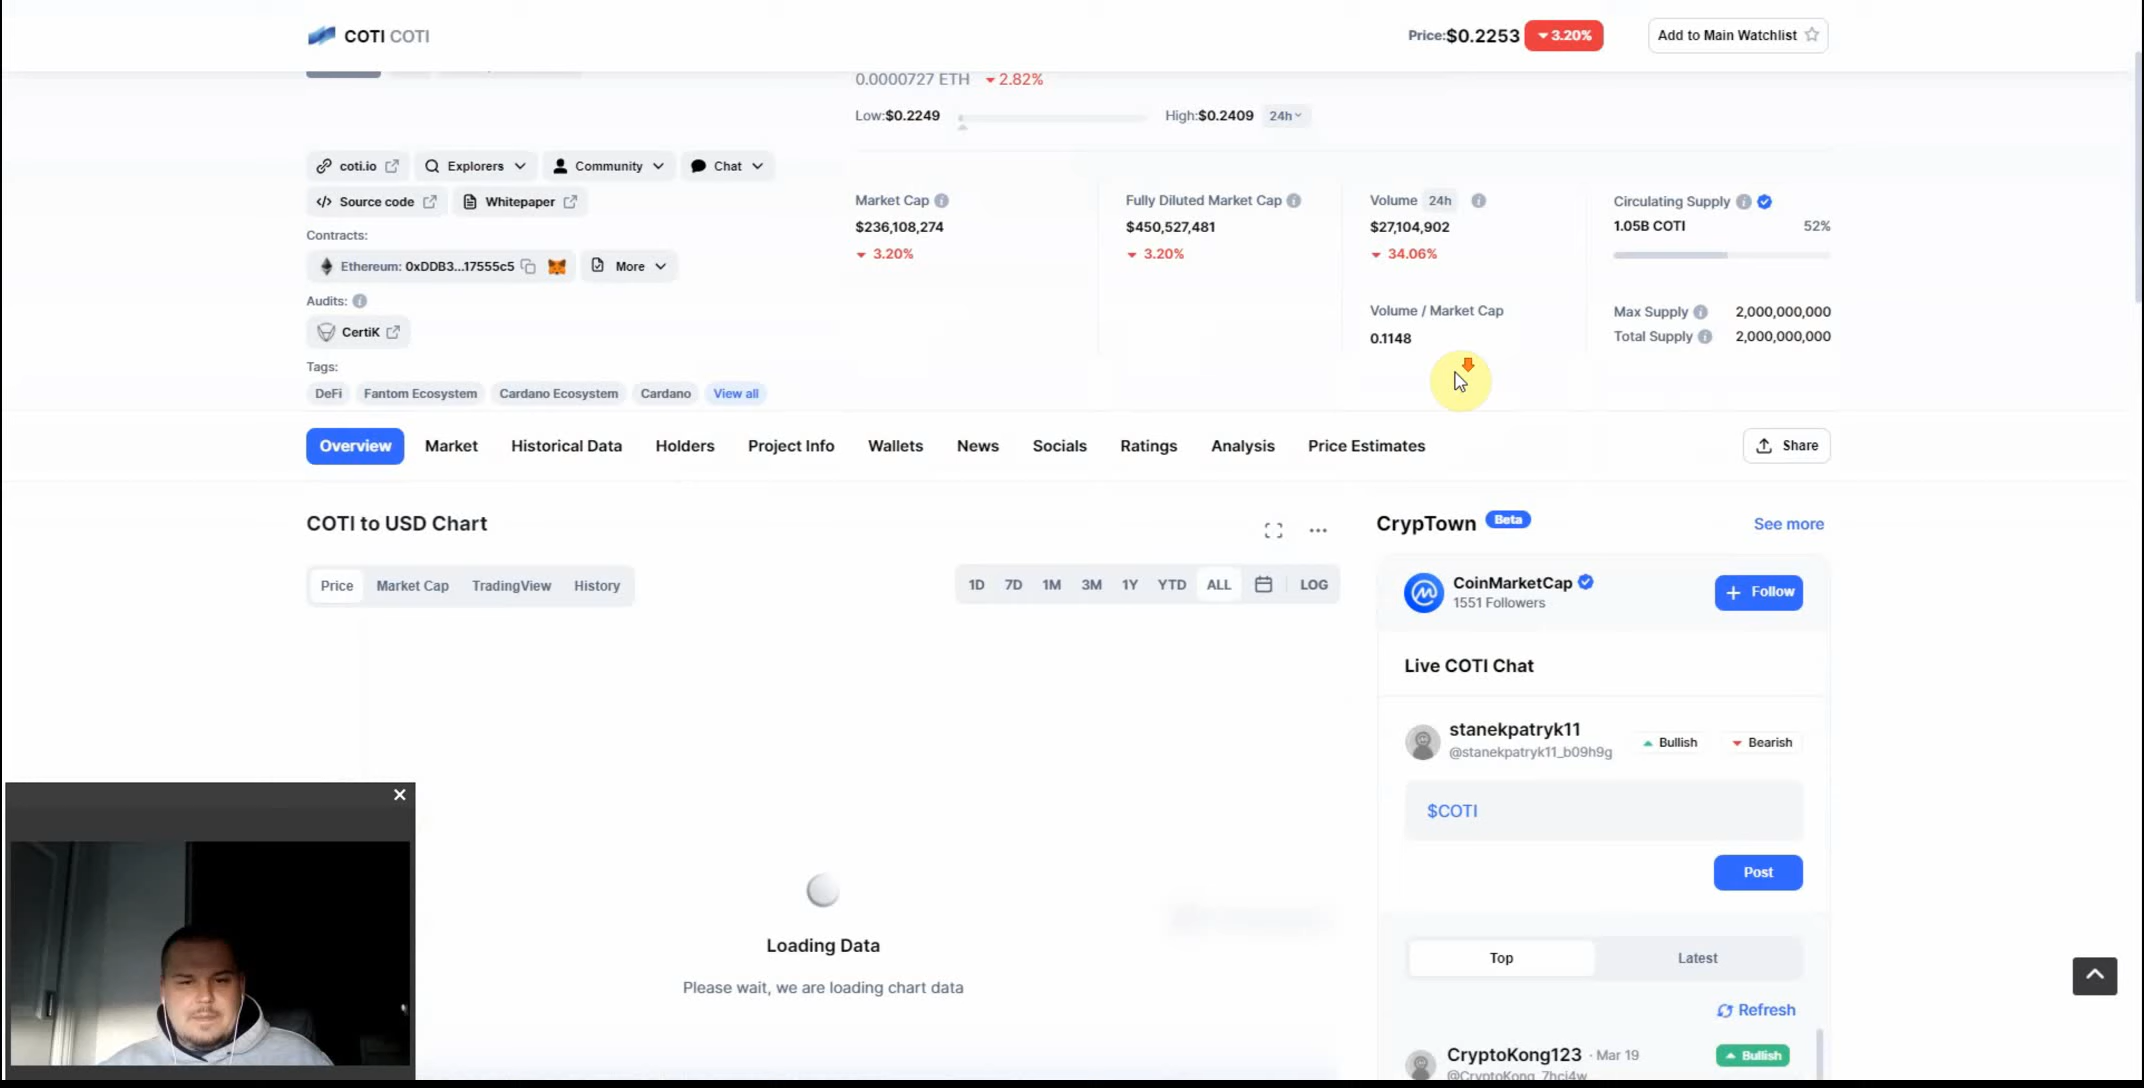 COTI COTI
Price:$0.2253 3.20%
Add to Main Watchlist
0.0000727 ETH 2.82%
Low:$0.2249
High:$0.2409 24h
coti.io
Explorers
Community
Chat
Source code
Whitepaper
Contracts:
Ethereum: 0xDDB3...17555c5
More
Audits:
CertiK
Tags:
DeFi
Fantom Ecosystem
Cardano Ecosystem
Cardano
View all
Market Cap
$236,108,274
3.20%
Fully Diluted Market Cap
$450,527,481
3.20%
Volume 24h
$27,104,902
34.06%
Volume / Market Cap
0.1148
Circulating Supply
1.05B COTI 52%
Max Supply 2,000,000,000
Total Supply 2,000,000,000
Overview
Market
Historical Data
Holders
Project Info
Wallets
News
Socials
Ratings
Analysis
Price Estimates
Share
COTI to USD Chart
Price
Market Cap
TradingView
History
1D 7D 1M 3M 1Y YTD ALL LOG
Loading Data
Please wait, we are loading chart data
CrypTown Beta
See more
CoinMarketCap
1551 Followers
Follow
Live COTI Chat
stanekpatryk11
@stanekpatryk11_b09h9g
Bullish
Bearish
$COTI
Post
Top
Latest
Refresh
CryptoKong123 · Mar 19
Bullish
@CryptoKong_7hci4w